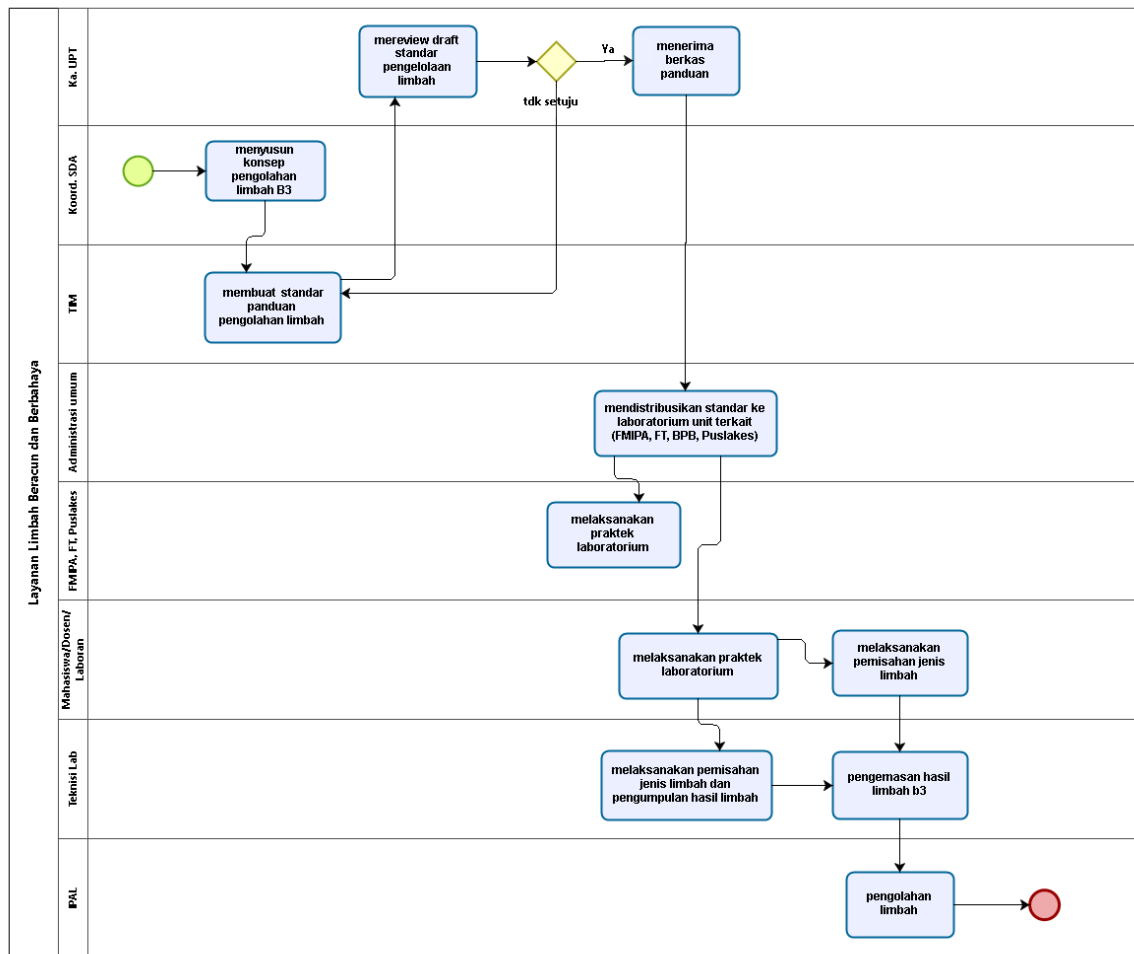 Layanan Limbah Beracun dan Berbahaya
Ka. UPT
mereview draft
standar
pengelolaan
limbah
Ya
tdk setuju
menerima
berkas
panduan
Koord. SDA
menyusun
konsep
pengolahan
limbah B3
TIM
membuat standar
panduan
pengolahan limbah
Administrasi umum
mendistribusikan standar ke
laboratorium unit terkait
(FMIPA, FT, BPB, Puslakes)
FMIPA, FT, Puslakes
melaksanakan
praktek
laboratorium
Mahasiswa/Dosen/
Laboran
melaksanakan praktek
laboratorium
melaksanakan
pemisahan jenis
limbah
Teknisi Lab
melaksanakan pemisahan
jenis limbah dan
pengumpulan hasil limbah
pengemasan hasil
limbah b3
IPAL
pengolahan
limbah